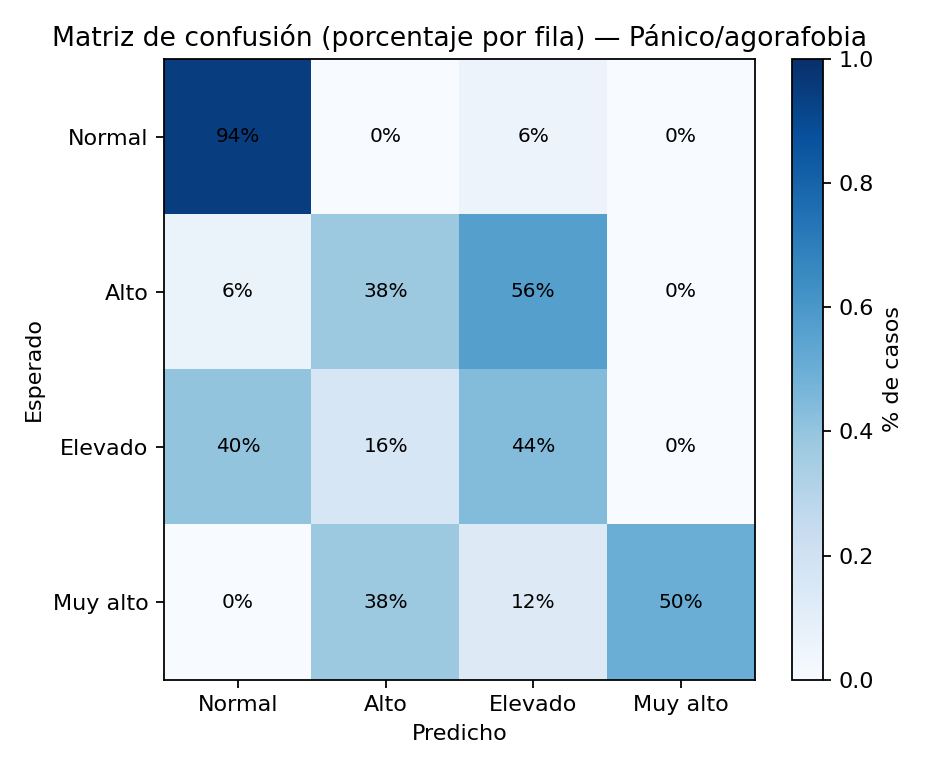 Matriz de confusión (porcentaje por fila) — Pánico/agorafobia
Normal 94% 0% 6% 0%
Alto 6% 38% 56% 0%
Elevado 40% 16% 44% 0%
Muy alto 0% 38% 12% 50%
Normal Alto Elevado Muy alto
Predicho
Esperado
1.0
0.8
0.6
0.4
0.2
0.0
% de casos